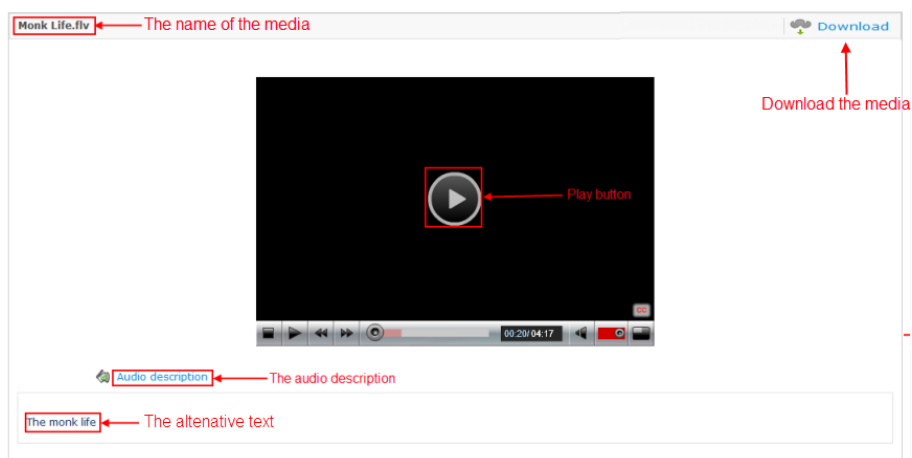 Monk Life.flv
The name of the media
Download
Download the media
Play button
CC
00:20/04:17
Audio description
The audio description
The monk life
The altenative text